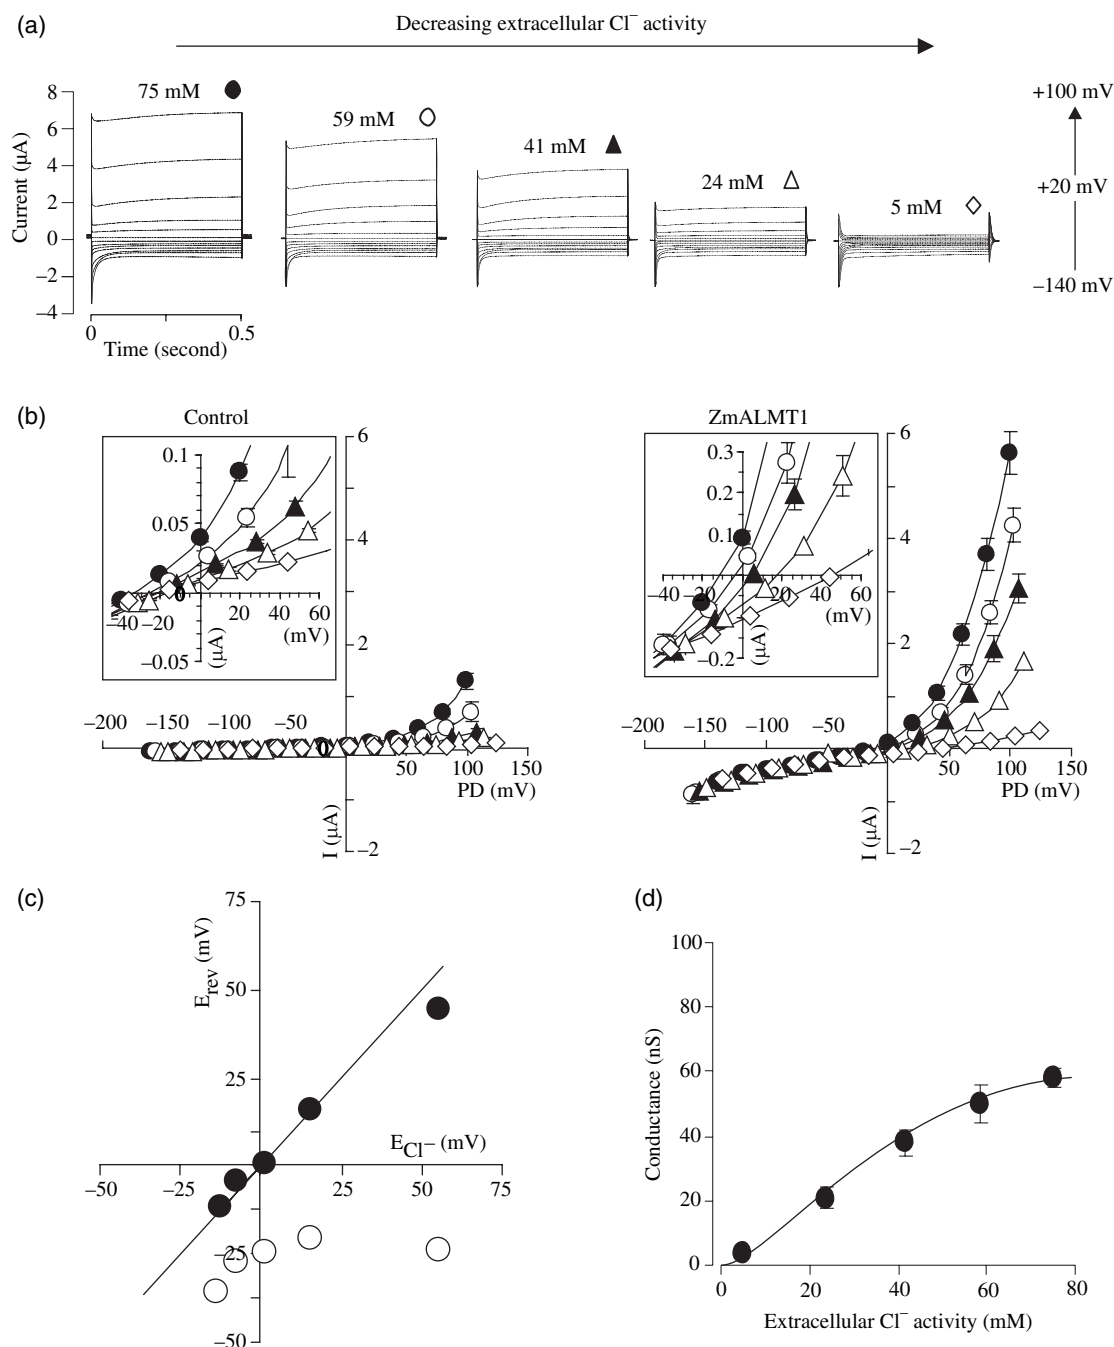 (a)
Decreasing extracellular Cl⁻ activity
75 mM
59 mM
41 mM
24 mM
5 mM
+100 mV
+20 mV
−140 mV
Current (μA)
8
6
4
2
0
−2
−4
0
0.5
Time (second)
(b)
Control
0.1
0.05
0
−0.05
−40
−20
20
40
60
(mV)
(μA)
6
4
2
−2
−200
−150
−100
−50
0
50
100
150
PD (mV)
I (μA)
ZmALMT1
0.3
0.2
0.1
−0.2
−40
−20
0
20
40
60
(mV)
(μA)
6
4
2
−2
−200
−150
−100
−50
50
100
150
PD (mV)
I (μA)
(c)
75
50
25
−25
−50
E_rev (mV)
E_Cl⁻ (mV)
−50
−25
25
50
75
(d)
100
80
60
40
20
0
Conductance (nS)
0
20
40
60
80
Extracellular Cl⁻ activity (mM)